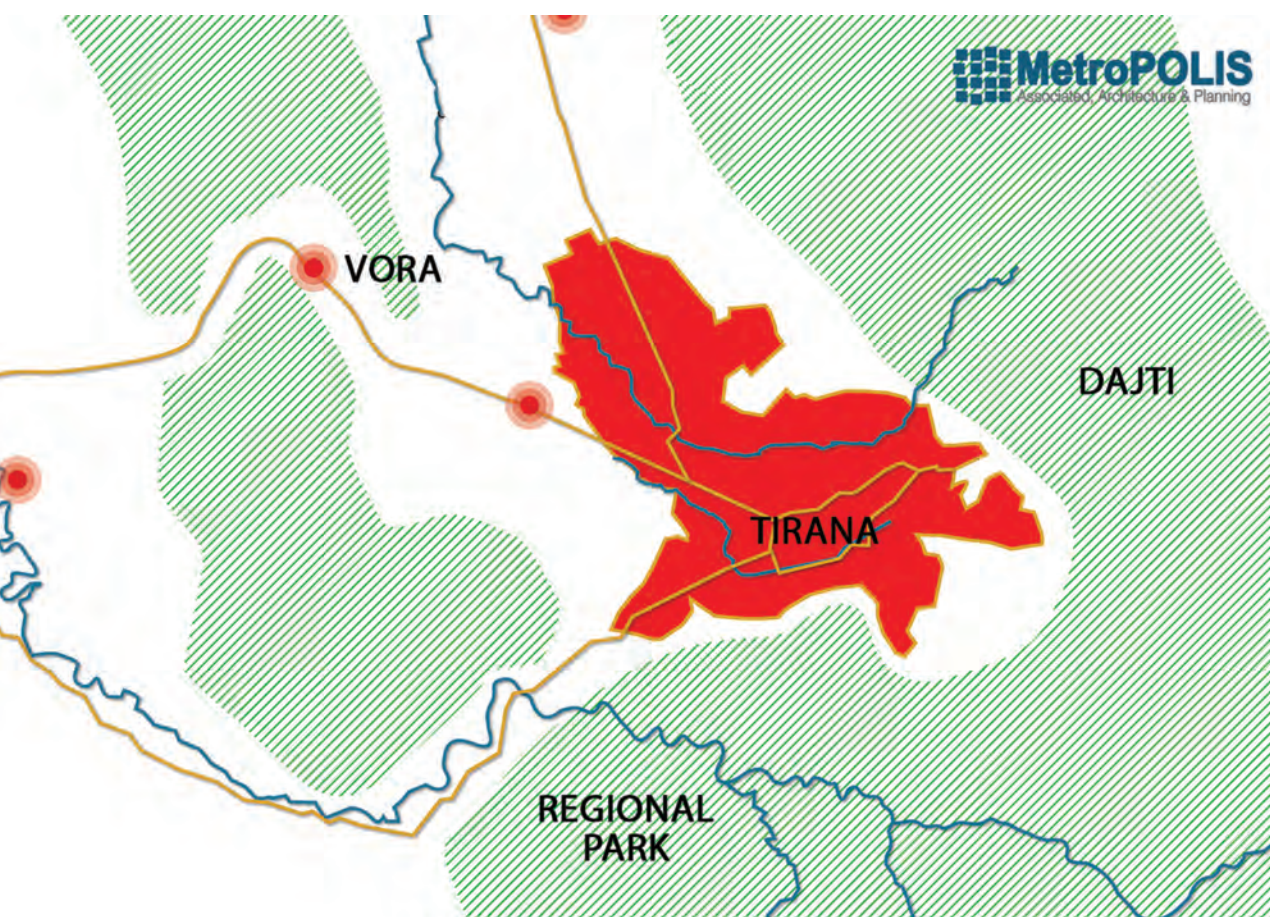 MetroPOLIS
Associated, Architecture & Planning
VORA
DAJTI
TIRANA
REGIONAL
PARK